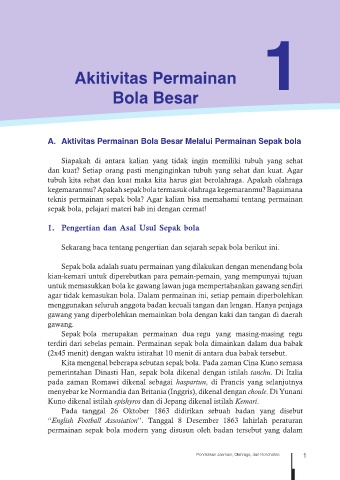 Akitivitas Permainan
Bola Besar
1
A. Aktivitas Permainan Bola Besar Melalui Permainan Sepak bola
Siapakah di antara kalian yang tidak ingin memiliki tubuh yang sehat
dan kuat? Setiap orang pasti menginginkan tubuh yang sehat dan kuat. Agar
tubuh kita sehat dan kuat maka kita harus giat berolahraga. Apakah olahraga
kegemaranmu? Apakah sepak bola termasuk olahraga kegemaranmu? Bagaimana
teknis permainan sepak bola? Agar kalian bisa memahami tentang permainan
sepak bola, pelajari materi bab ini dengan cermat!
1. Pengertian dan Asal Usul Sepak bola
Sekarang baca tentang pengertian dan sejarah sepak bola berikut ini.
Sepak bola adalah suatu permainan yang dilakukan dengan menendang bola
kian-kemari untuk diperebutkan para pemain-pemain, yang mempunyai tujuan
untuk memasukkan bola ke gawang lawan juga mempertahankan gawang sendiri
agar tidak kemasukan bola. Dalam permainan ini, setiap pemain diperbolehkan
menggunakan seluruh anggota badan kecuali tangan dan lengan. Hanya penjaga
gawang yang diperbolehkan memainkan bola dengan kaki dan tangan di daerah
gawang.
Sepak bola merupakan permainan dua regu yang masing-masing regu
terdiri dari sebelas pemain. Permainan sepak bola dimainkan dalam dua babak
(2x45 menit) dengan waktu istirahat 10 menit di antara dua babak tersebut.
Kita mengenal beberapa sebutan sepak bola. Pada zaman Cina Kuno semasa
pemerintahan Dinasti Han, sepak bola dikenal dengan istilah tsuchu. Di Italia
pada zaman Romawi dikenal sebagai haspartun, di Prancis yang selanjutnya
menyebar ke Normandia dan Britania (Inggris), dikenal dengan choule. Di Yunani
Kuno dikenal istilah epishyros dan di Jepang dikenal istilah Kemari.
Pada tanggal 26 Oktober 1863 didirikan sebuah badan yang disebut
“English Football Assosiation”. Tanggal 8 Desember 1863 lahirlah peraturan
permainan sepak bola modern yang disusun oleh badan tersebut yang dalam
Pendidikan Jasmani, Olahraga, dan Kesehatan
1